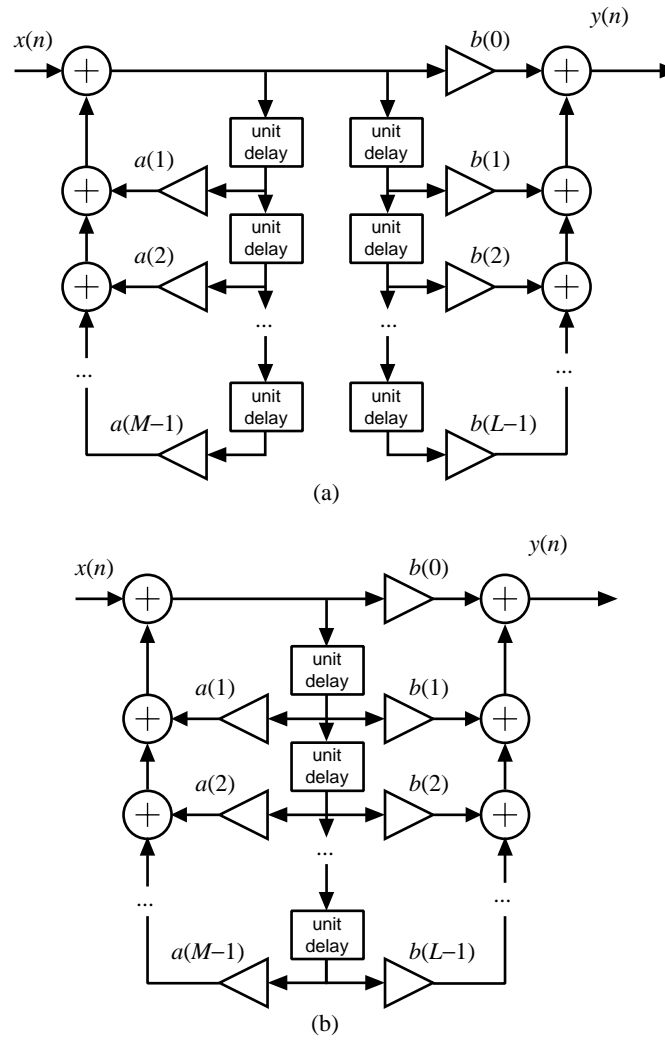 x(n) b(0) y(n)
unit delay unit delay
a(1) b(1)
unit delay unit delay
a(2) b(2)
... ...
... ...
unit delay unit delay
a(M−1) b(L−1)
(a)
x(n) b(0) y(n)
unit delay
a(1) b(1)
unit delay
a(2) b(2)
...
... ...
unit delay
a(M−1) b(L−1)
(b)